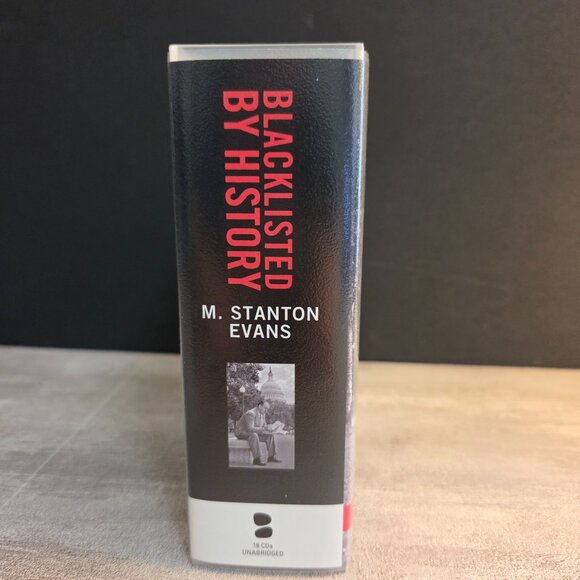 BLACKLISTED
BY HISTORY
M. STANTON
EVANS
18 CDs
UNABRIDGED